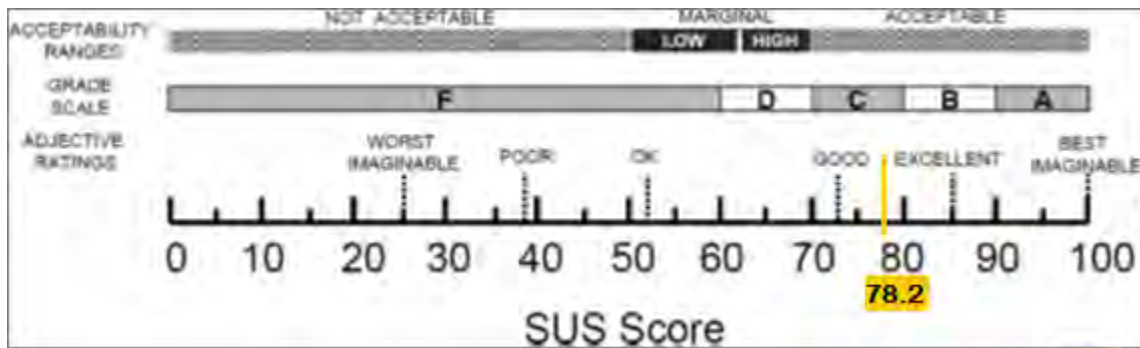 NOT ACCEPTABLE MARGINAL ACCEPTABLE
ACCEPTABILITY RANGES LOW HIGH
GRADE SCALE F D C B A
ADJECTIVE RATINGS WORST IMAGINABLE POOR OK GOOD EXCELLENT BEST IMAGINABLE
0 10 20 30 40 50 60 70 80 90 100
78.2
SUS Score